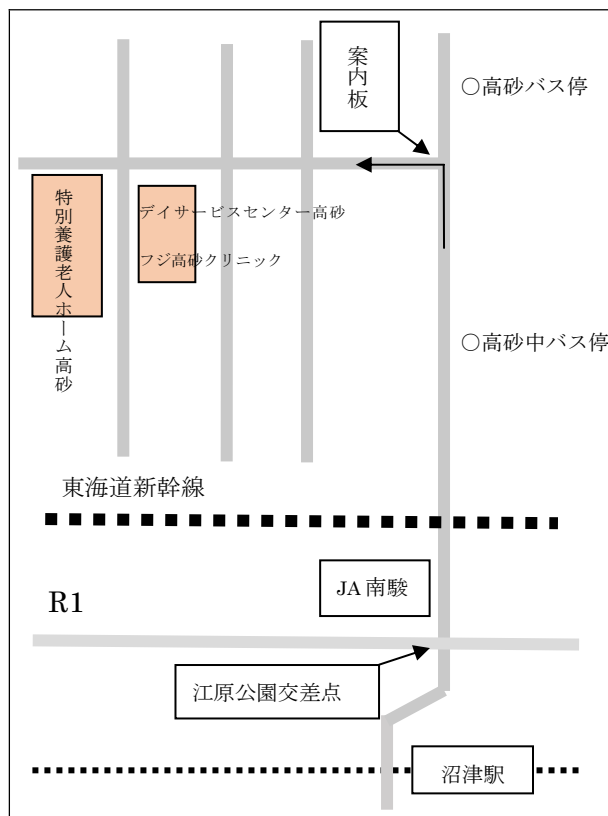 案内板
○高砂バス停
特別養護老人ホーム高砂
デイサービスセンター高砂
フジ高砂クリニック
○高砂中バス停
東海道新幹線
JA南駿
R1
江原公園交差点
沼津駅